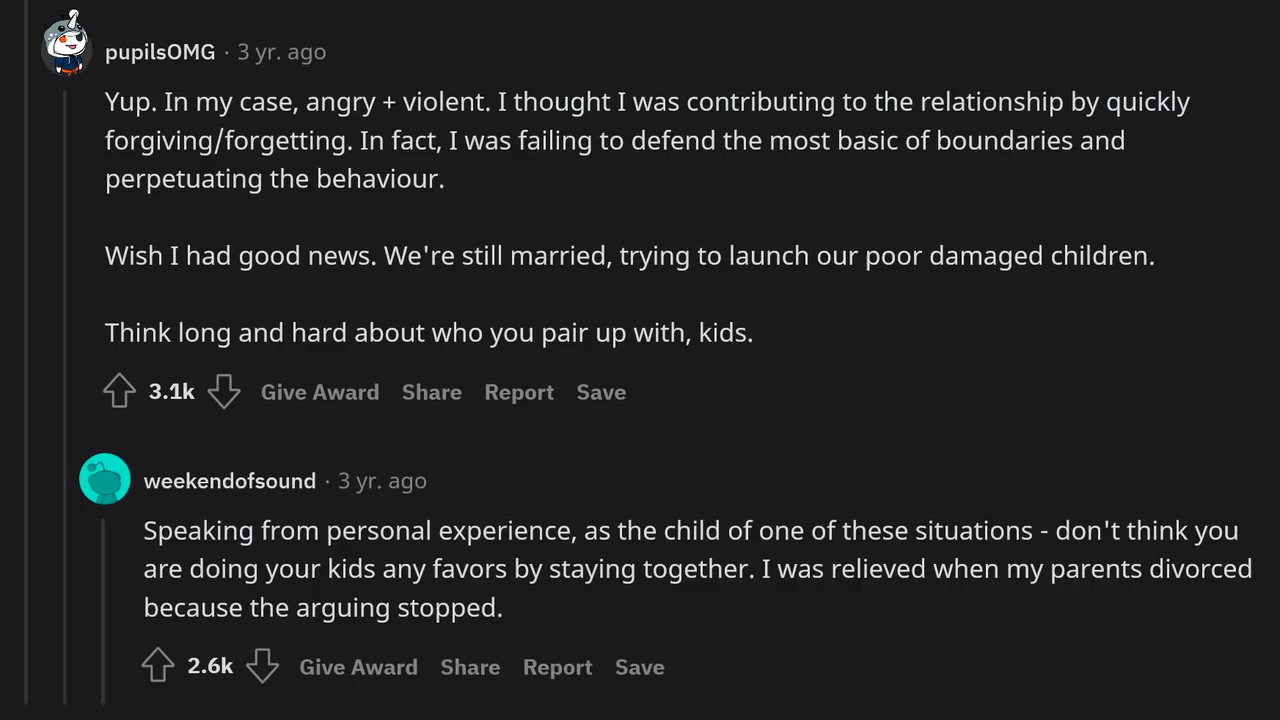 pupilsOMG · 3 yr. ago
Yup. In my case, angry + violent. I thought I was contributing to the relationship by quickly
forgiving/forgetting. In fact, I was failing to defend the most basic of boundaries and
perpetuating the behaviour.
Wish I had good news. We're still married, trying to launch our poor damaged children.
Think long and hard about who you pair up with, kids.
3.1k Give Award Share Report Save
weekendofsound · 3 yr. ago
Speaking from personal experience, as the child of one of these situations - don't think you
are doing your kids any favors by staying together. I was relieved when my parents divorced
because the arguing stopped.
2.6k Give Award Share Report Save